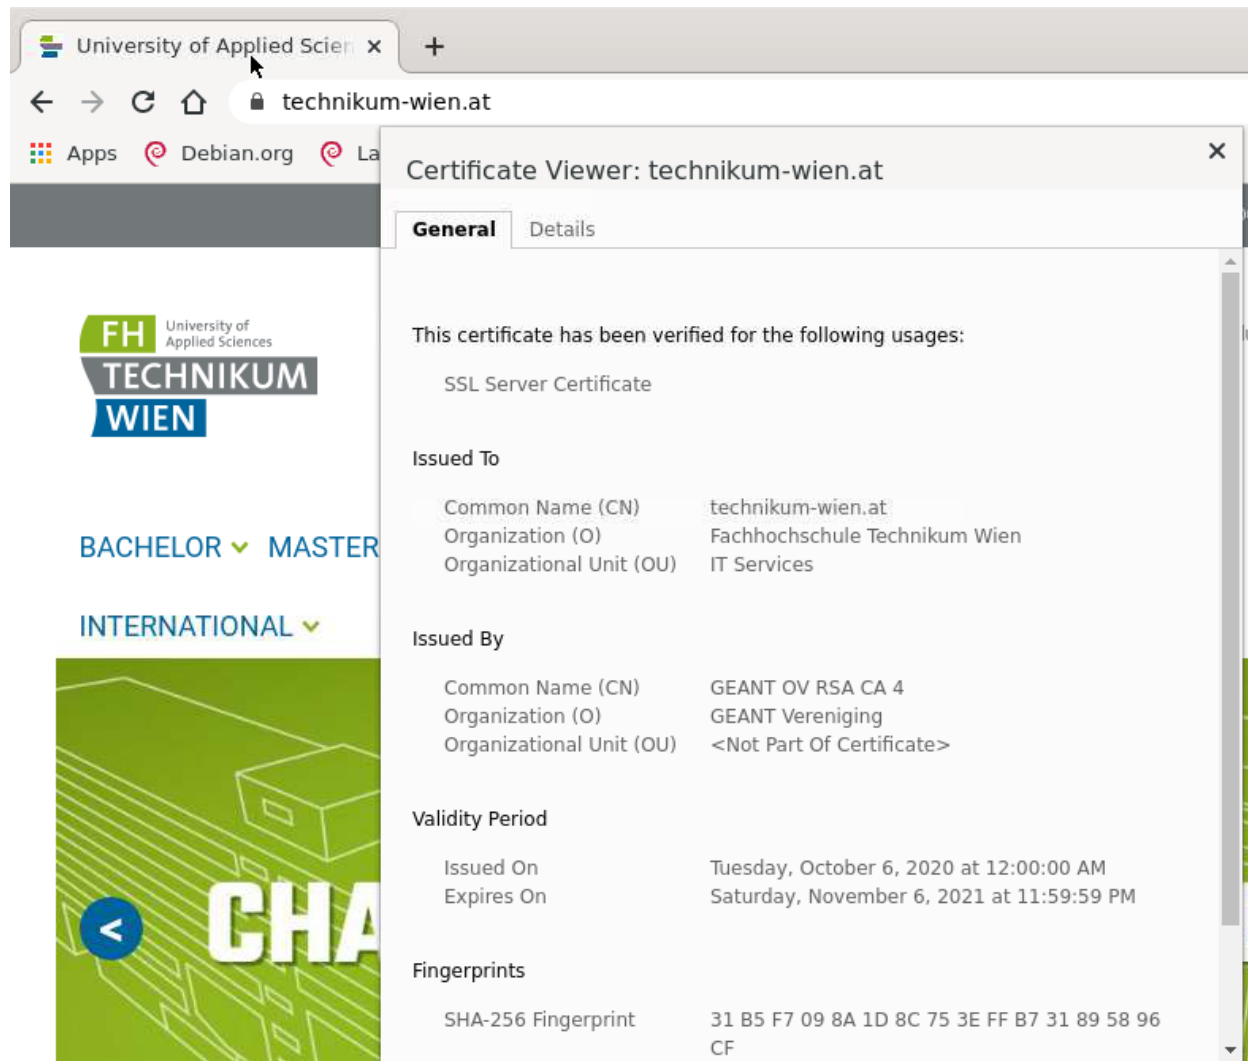 University of Applied Scien
technikum-wien.at
Apps Debian.org La
Certificate Viewer: technikum-wien.at
General Details
FH University of
Applied Sciences
TECHNIKUM
WIEN
BACHELOR MASTER
INTERNATIONAL
CHA
<
This certificate has been verified for the following usages:
SSL Server Certificate
Issued To
Common Name (CN) technikum-wien.at
Organization (O) Fachhochschule Technikum Wien
Organizational Unit (OU) IT Services
Issued By
Common Name (CN) GEANT OV RSA CA 4
Organization (O) GEANT Vereniging
Organizational Unit (OU) <Not Part Of Certificate>
Validity Period
Issued On Tuesday, October 6, 2020 at 12:00:00 AM
Expires On Saturday, November 6, 2021 at 11:59:59 PM
Fingerprints
SHA-256 Fingerprint 31 B5 F7 09 8A 1D 8C 75 3E FF B7 31 89 58 96
CF